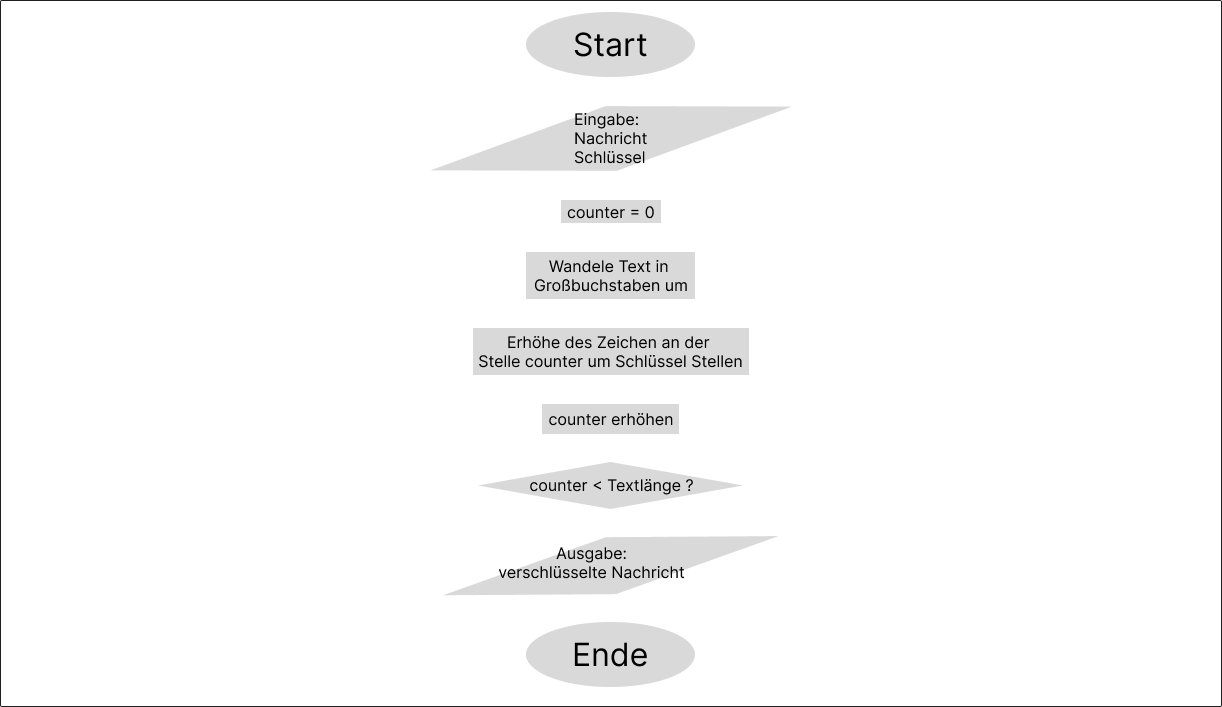 Start
Eingabe:
Nachricht
Schlüssel
counter = 0
Wandele Text in
Großbuchstaben um
Erhöhe des Zeichen an der
Stelle counter um Schlüssel Stellen
counter erhöhen
counter < Textlänge ?
Ausgabe:
verschlüsselte Nachricht
Ende